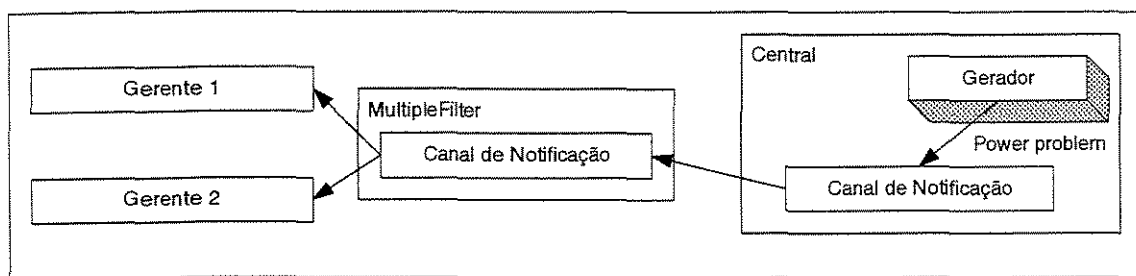 Gerente 1
Gerente 2
MultipleFilter
Canal de Notificação
Central
Gerador
Power problem
Canal de Notificação